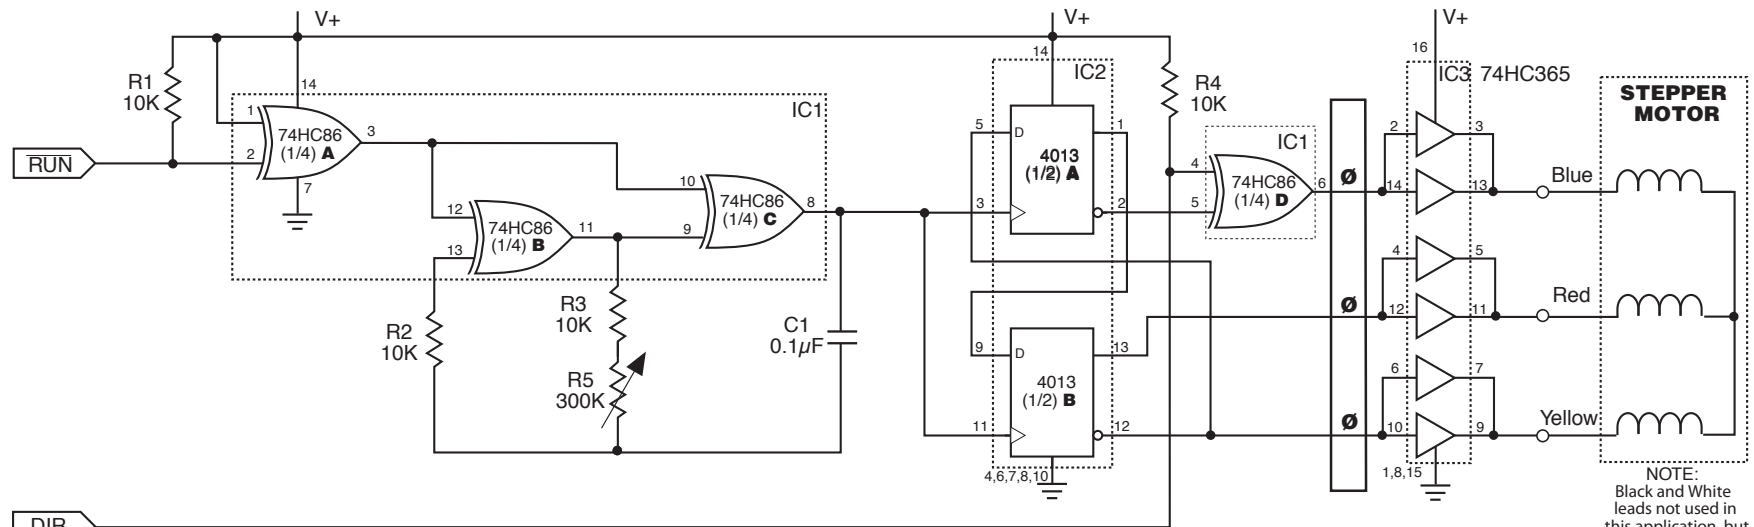 V+
V+
V+
R1
10K
14
1
74HC86
(1/4) A
3
2
7
IC1
RUN
12
13
74HC86
(1/4) B
11
10
9
74HC86
(1/4) C
8
R2
10K
R3
10K
R5
300K
C1
0.1µF
14
IC2
5
D
1
4013
(1/2) A
3
2
9
D
13
4013
(1/2) B
11
12
4,6,7,8,10
R4
10K
IC1
4
74HC86
(1/4) D
5
6
Ø
Ø
Ø
16
IC3 74HC365
2
3
14
13
4
5
12
11
6
7
10
9
1,8,15
Blue
Red
Yellow
STEPPER
MOTOR
NOTE:
Black and White
leads not used in
this application, but
DIR